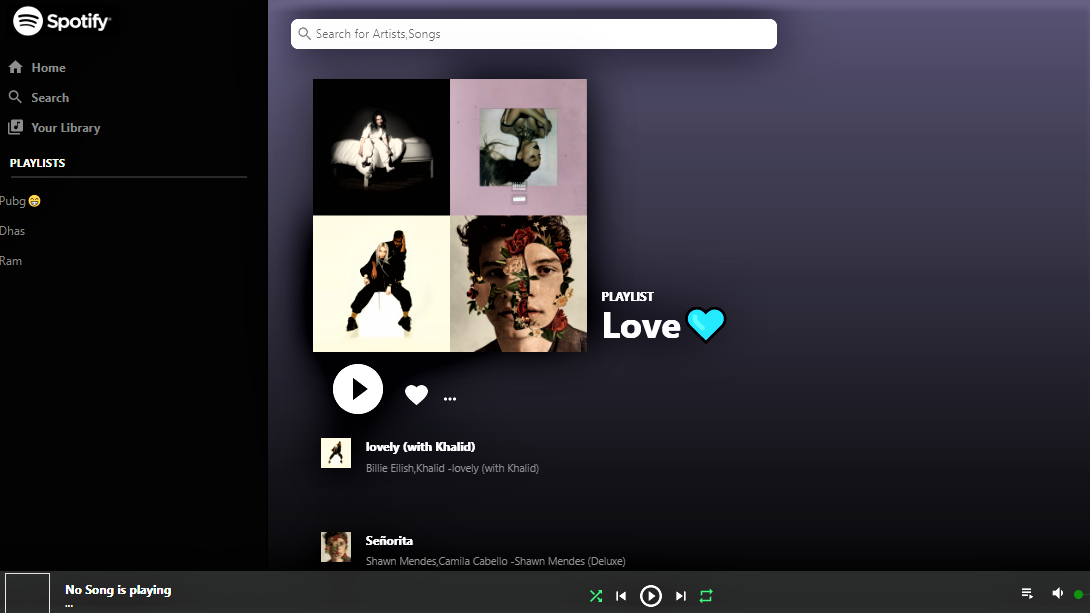 Spotify
Search for Artists,Songs
Home
Search
Your Library
PLAYLISTS
Pubg😁
Dhas
Ram
PLAYLIST
Love🩵
lovely (with Khalid)
Billie Eilish,Khalid -lovely (with Khalid)
Señorita
Shawn Mendes,Camila Cabello -Shawn Mendes (Deluxe)
No Song is playing
...